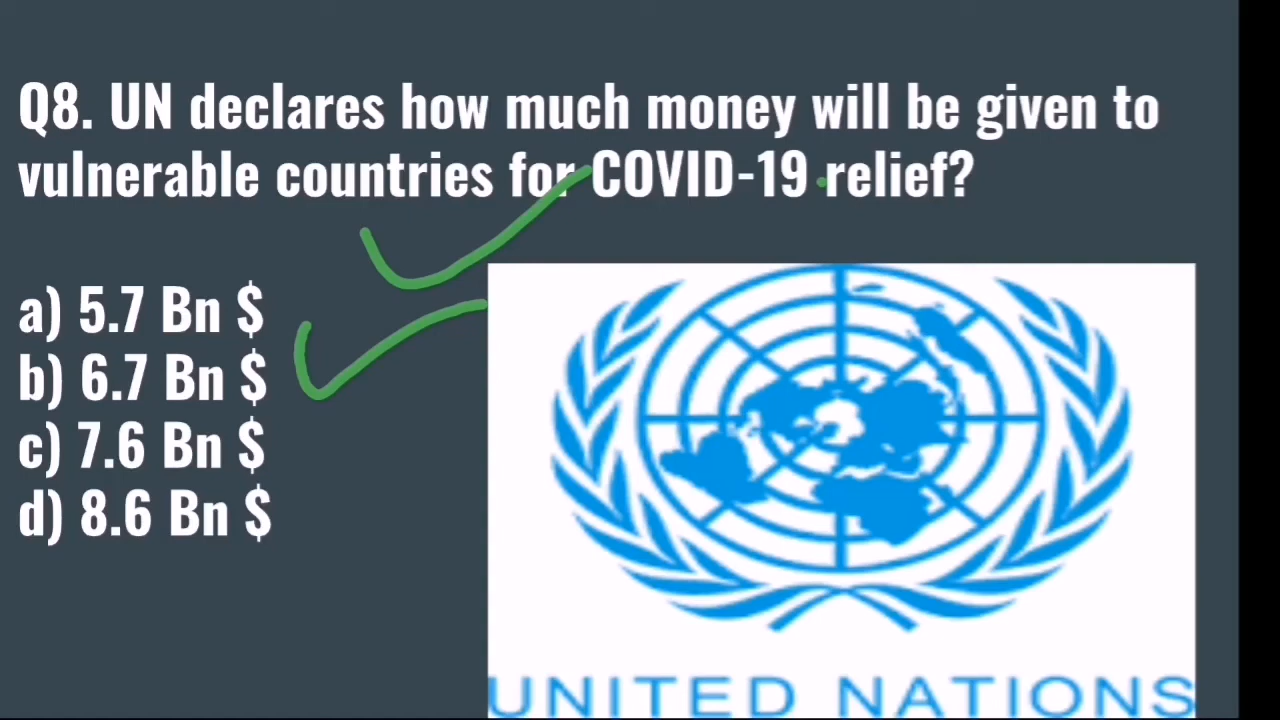 Q8. UN declares how much money will be given to
vulnerable countries for COVID-19 relief?
a) 5.7 Bn $
b) 6.7 Bn $
c) 7.6 Bn $
d) 8.6 Bn $
UNITED NATIONS